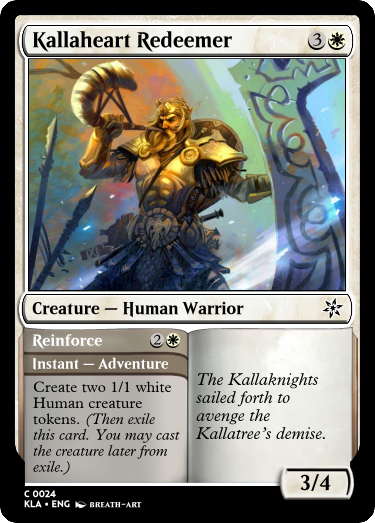 Kallaheart Redeemer 3
Creature — Human Warrior
Reinforce 2
Instant — Adventure
Create two 1/1 white
Human creature
tokens. (Then exile
this card. You may cast
the creature later from
exile.)
The Kallaknights
sailed forth to
avenge the
Kallatree's demise.
3/4
C 0024
KLA • ENG BREATH-ART